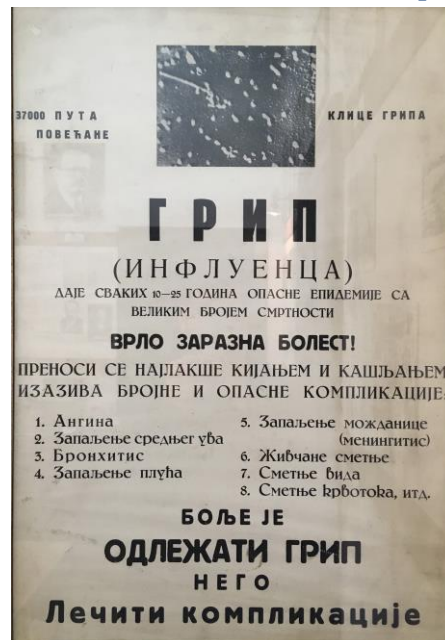 37000 ПУТА
ПОВЕЋАНЕ
КЛИЦЕ ГРИПА
ГРИП
(ИНФЛУЕНЦА)
ДАЈЕ СВАКИХ 10—25 ГОДИНА ОПАСНЕ ЕПИДЕМИЈЕ СА
ВЕЛИКИМ БРОЈЕМ СМРТНОСТИ
ВРЛО ЗАРАЗНА БОЛЕСТ!
ПРЕНОСИ СЕ НАЈЛАКШЕ КИЈАЊЕМ И КАШЉАЊЕМ
ИЗАЗИВА БРОЈНЕ И ОПАСНЕ КОМПЛИКАЦИЈЕ:
1. Ангина
2. Запаљење средњег ува
3. Бронхитис
4. Запаљење плућа
5. Запаљење можданице
(менингитис)
6. Живчане сметње
7. Сметње вида
8. Сметње крвотока, итд.
БОЉЕ ЈЕ
ОДЛЕЖАТИ ГРИП
НЕГО
Лечити компликације